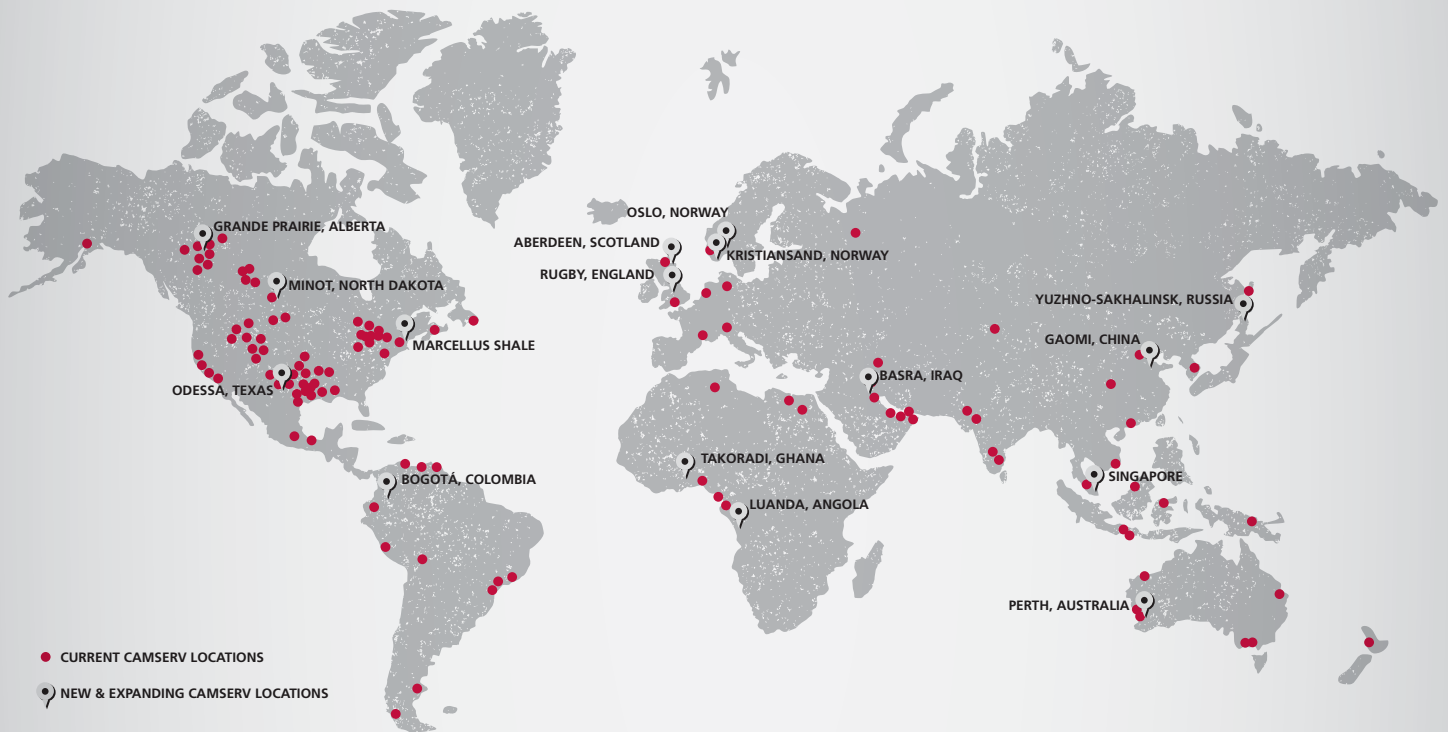 OSLO, NORWAY
GRANDE PRAIRIE, ALBERTA
ABERDEEN, SCOTLAND
KRISTIANSAND, NORWAY
RUGBY, ENGLAND
MINOT, NORTH DAKOTA
YUZHNO-SAKHALINSK, RUSSIA
GAOMI, CHINA
MARCELLUS SHALE
BASRA, IRAQ
ODESSA, TEXAS
TAKORADI, GHANA
SINGAPORE
BOGOTÁ, COLOMBIA
LUANDA, ANGOLA
PERTH, AUSTRALIA
CURRENT CAMSERV LOCATIONS
NEW & EXPANDING CAMSERV LOCATIONS